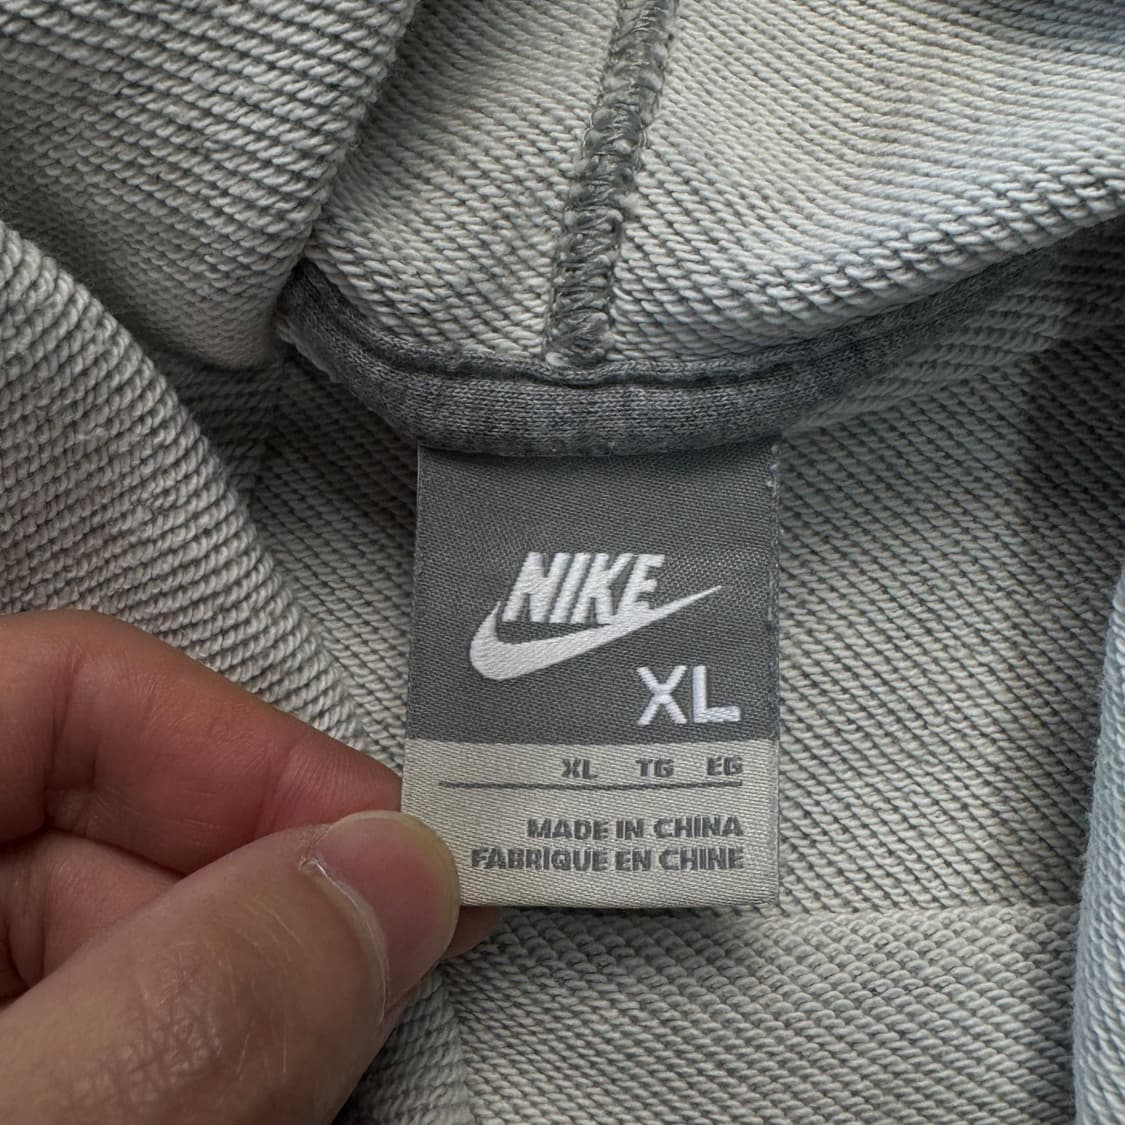 NIKE
XL
XL TG EG
MADE IN CHINA
FABRIQUE EN CHINE